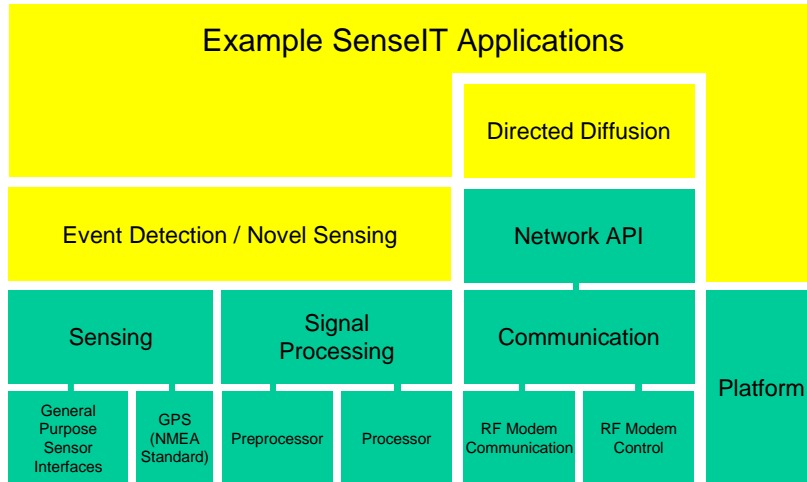 Example SenseIT Applications
Directed Diffusion
Event Detection / Novel Sensing
Network API
Sensing
Signal
Processing
Communication
Platform
General
Purpose
Sensor
Interfaces
GPS
(NMEA
Standard)
Preprocessor
Processor
RF Modem
Communication
RF Modem
Control